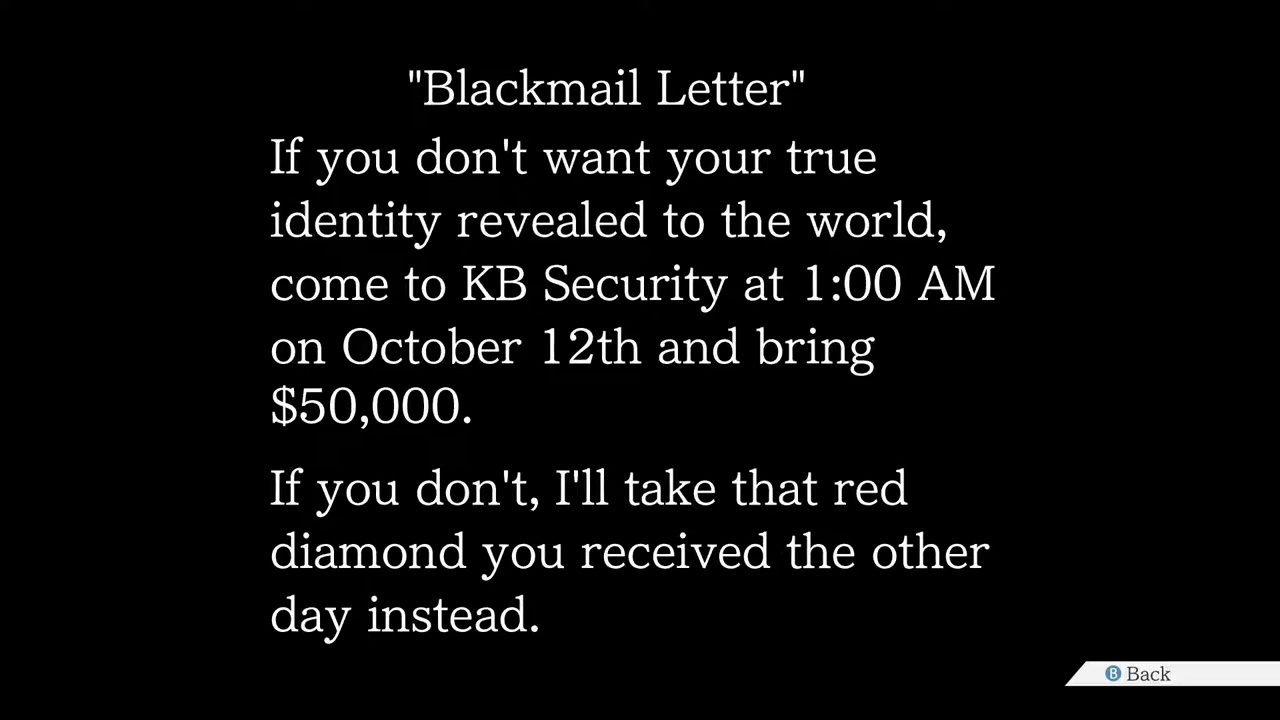 "Blackmail Letter"
If you don't want your true
identity revealed to the world,
come to KB Security at 1:00 AM
on October 12th and bring
$50,000.
If you don't, I'll take that red
diamond you received the other
day instead.
B Back